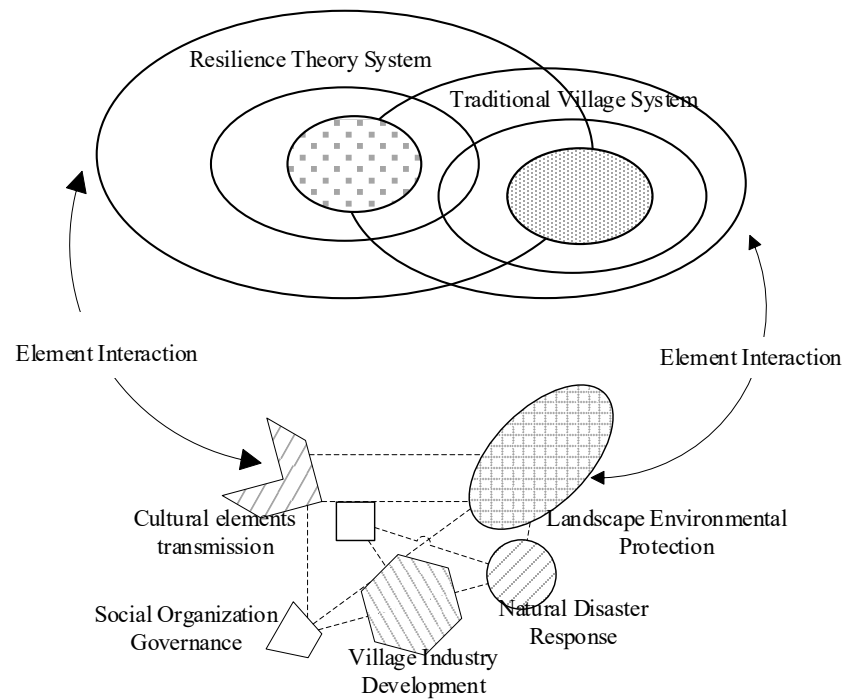 Resilience Theory System
Traditional Village System
Element Interaction
Element Interaction
Cultural elements
transmission
Landscape Environmental
Protection
Social Organization
Governance
Natural Disaster
Response
Village Industry
Development